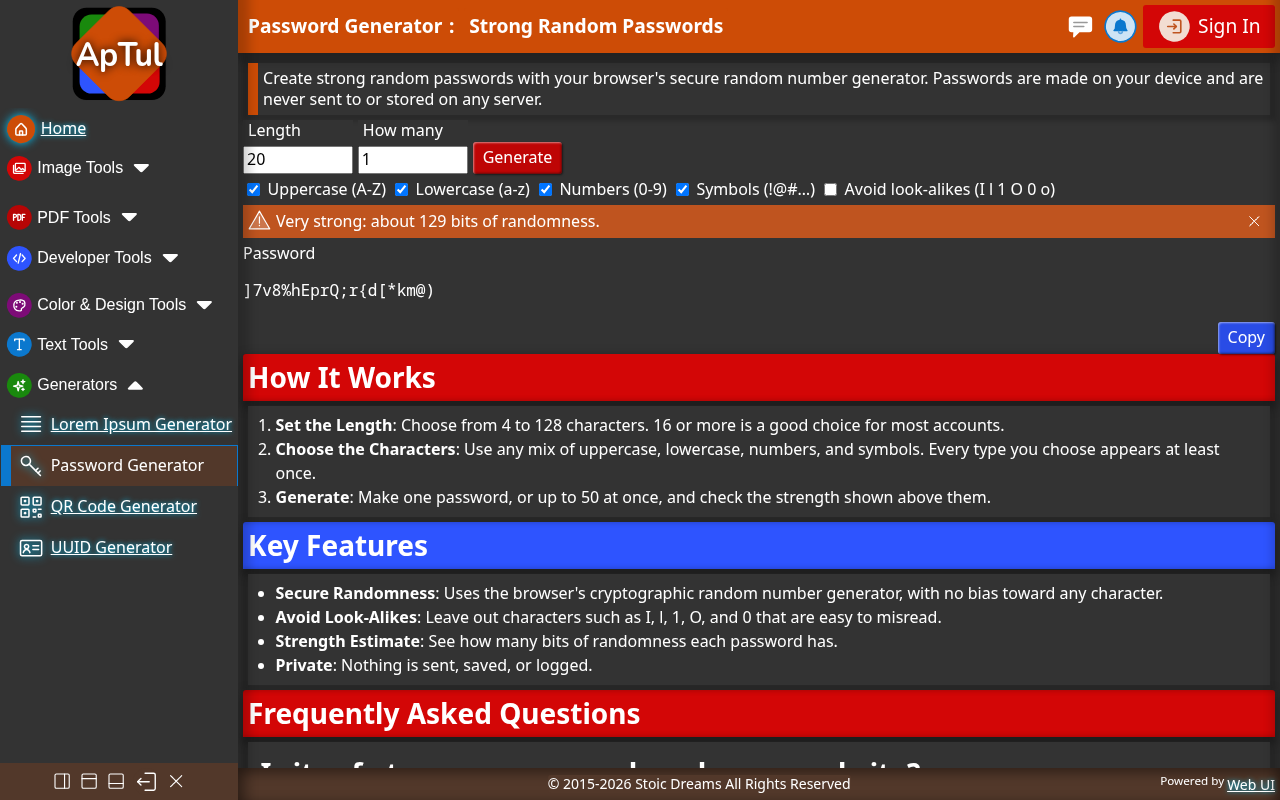 ApTul
Home
Image Tools
PDF Tools
Developer Tools
Color & Design Tools
Text Tools
Generators
Lorem Ipsum Generator
Password Generator
QR Code Generator
UUID Generator
Password Generator : Strong Random Passwords
Sign In
Create strong random passwords with your browser's secure random number generator. Passwords are made on your device and are
never sent to or stored on any server.
Length How many
20 1 Generate
Uppercase (A-Z) Lowercase (a-z) Numbers (0-9) Symbols (!@#...) Avoid look-alikes (I l 1 O 0 o)
Very strong: about 129 bits of randomness.
Password
]7v8%hEprQ;r{d[*km@)
Copy
How It Works
1. Set the Length: Choose from 4 to 128 characters. 16 or more is a good choice for most accounts.
2. Choose the Characters: Use any mix of uppercase, lowercase, numbers, and symbols. Every type you choose appears at least
once.
3. Generate: Make one password, or up to 50 at once, and check the strength shown above them.
Key Features
• Secure Randomness: Uses the browser's cryptographic random number generator, with no bias toward any character.
• Avoid Look-Alikes: Leave out characters such as I, l, 1, O, and 0 that are easy to misread.
• Strength Estimate: See how many bits of randomness each password has.
• Private: Nothing is sent, saved, or logged.
Frequently Asked Questions
© 2015-2026 Stoic Dreams All Rights Reserved
Powered by Web UI